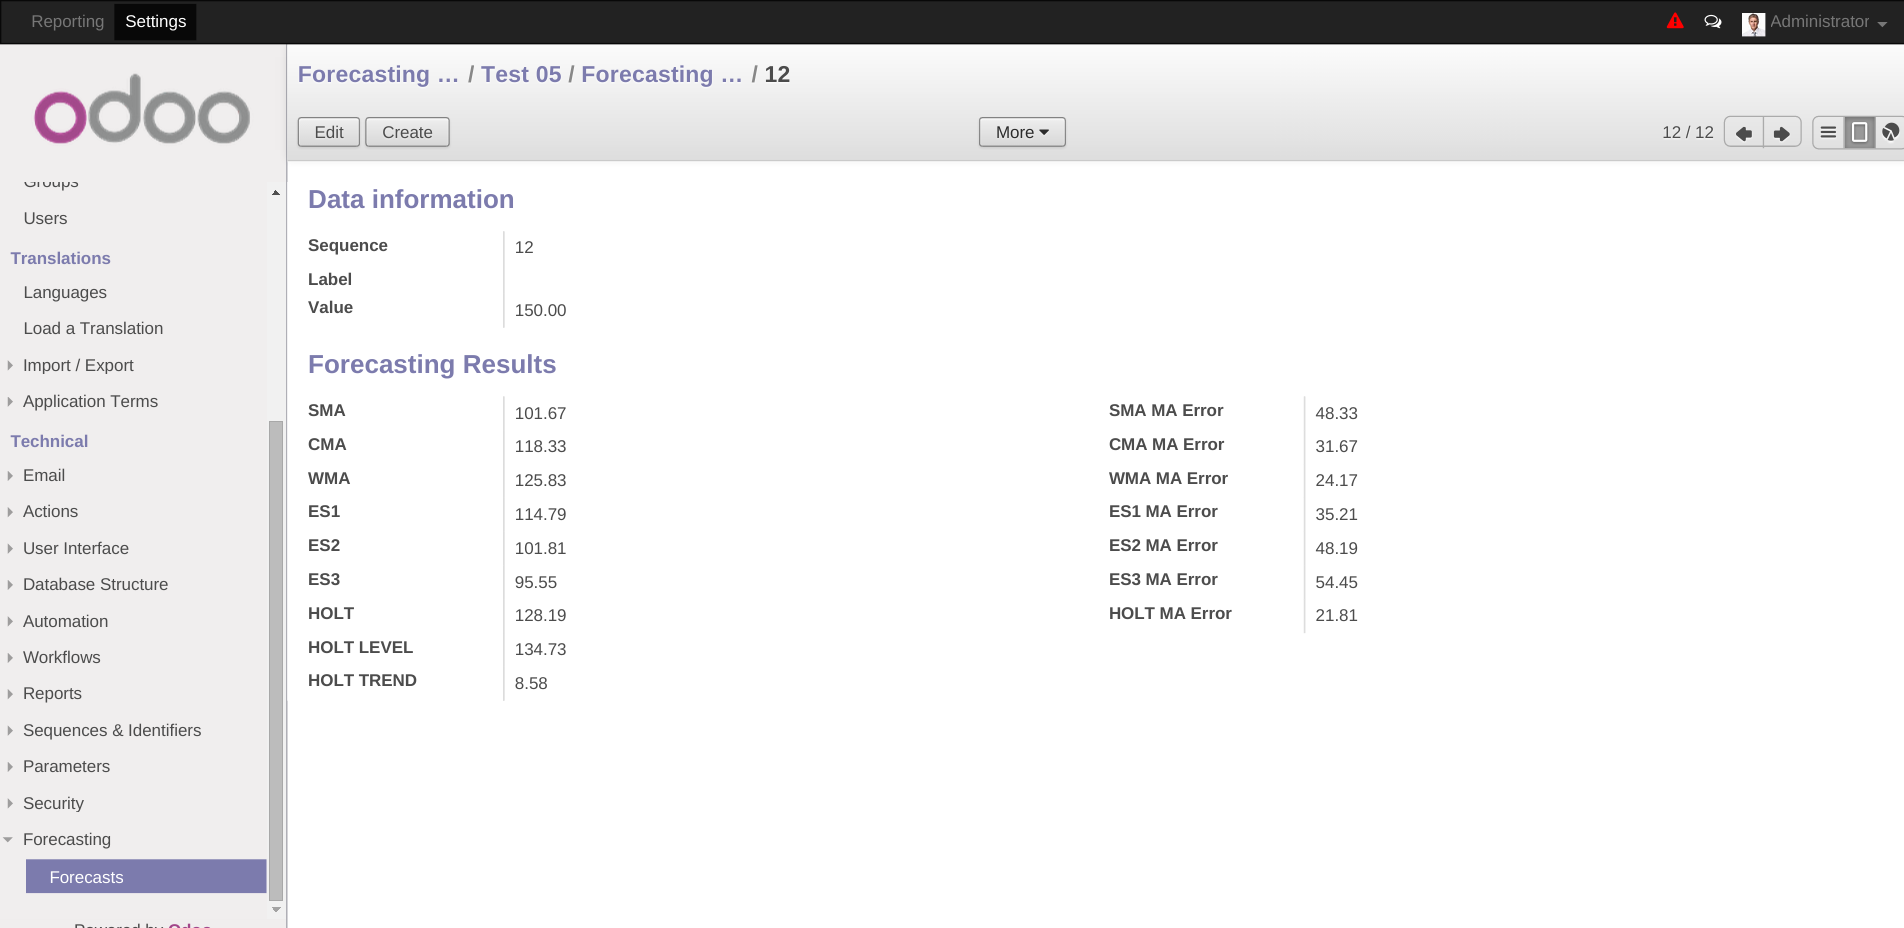 Reporting
Settings
Administrator
odoo
Groups
Users
Translations
Languages
Load a Translation
Import / Export
Application Terms
Technical
Email
Actions
User Interface
Database Structure
Automation
Workflows
Reports
Sequences & Identifiers
Parameters
Security
Forecasting
Forecasts
Powered by Odoo
Forecasting ... / Test 05 / Forecasting ... / 12
Edit
Create
More
12 / 12
Data information
Sequence 12
Label
Value 150.00
Forecasting Results
SMA 101.67
CMA 118.33
WMA 125.83
ES1 114.79
ES2 101.81
ES3 95.55
HOLT 128.19
HOLT LEVEL 134.73
HOLT TREND 8.58
SMA MA Error 48.33
CMA MA Error 31.67
WMA MA Error 24.17
ES1 MA Error 35.21
ES2 MA Error 48.19
ES3 MA Error 54.45
HOLT MA Error 21.81